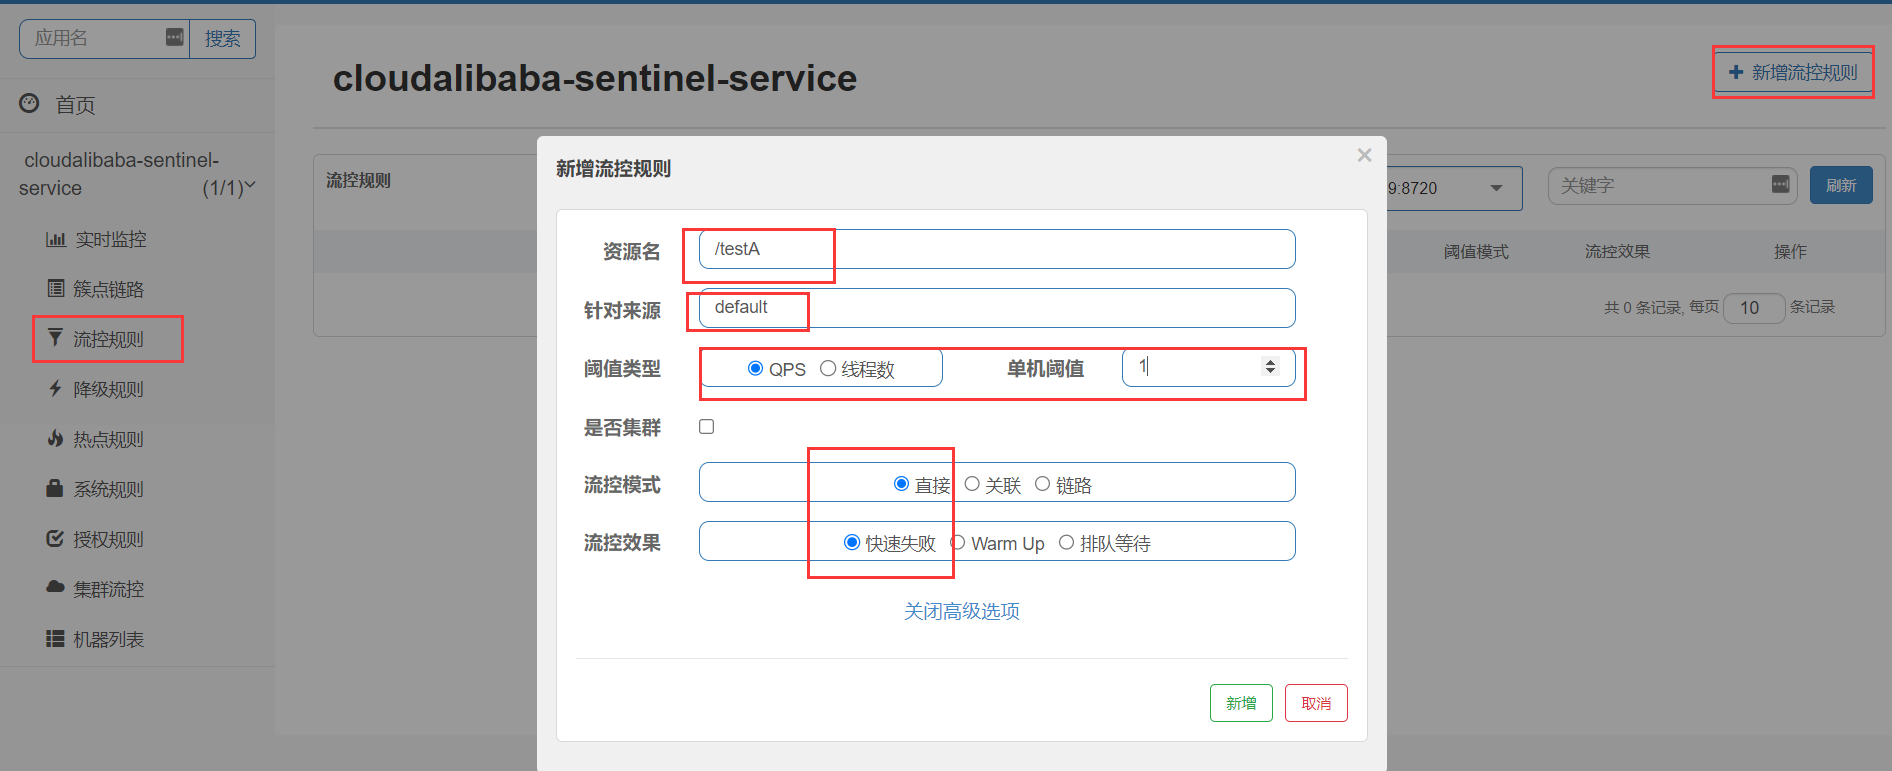 应用名 搜索
首页
cloudalibaba-sentinel-
service (1/1)
实时监控
簇点链路
流控规则
降级规则
热点规则
系统规则
授权规则
集群流控
机器列表
cloudalibaba-sentinel-service
新增流控规则
流控规则
9:8720 关键字 刷新
阈值模式 流控效果 操作
共 0 条记录, 每页 10 条记录
新增流控规则 ×
资源名 /testA
针对来源 default
阈值类型 QPS 线程数 单机阈值 1
是否集群
流控模式 直接 关联 链路
流控效果 快速失败 Warm Up 排队等待
关闭高级选项
新增 取消